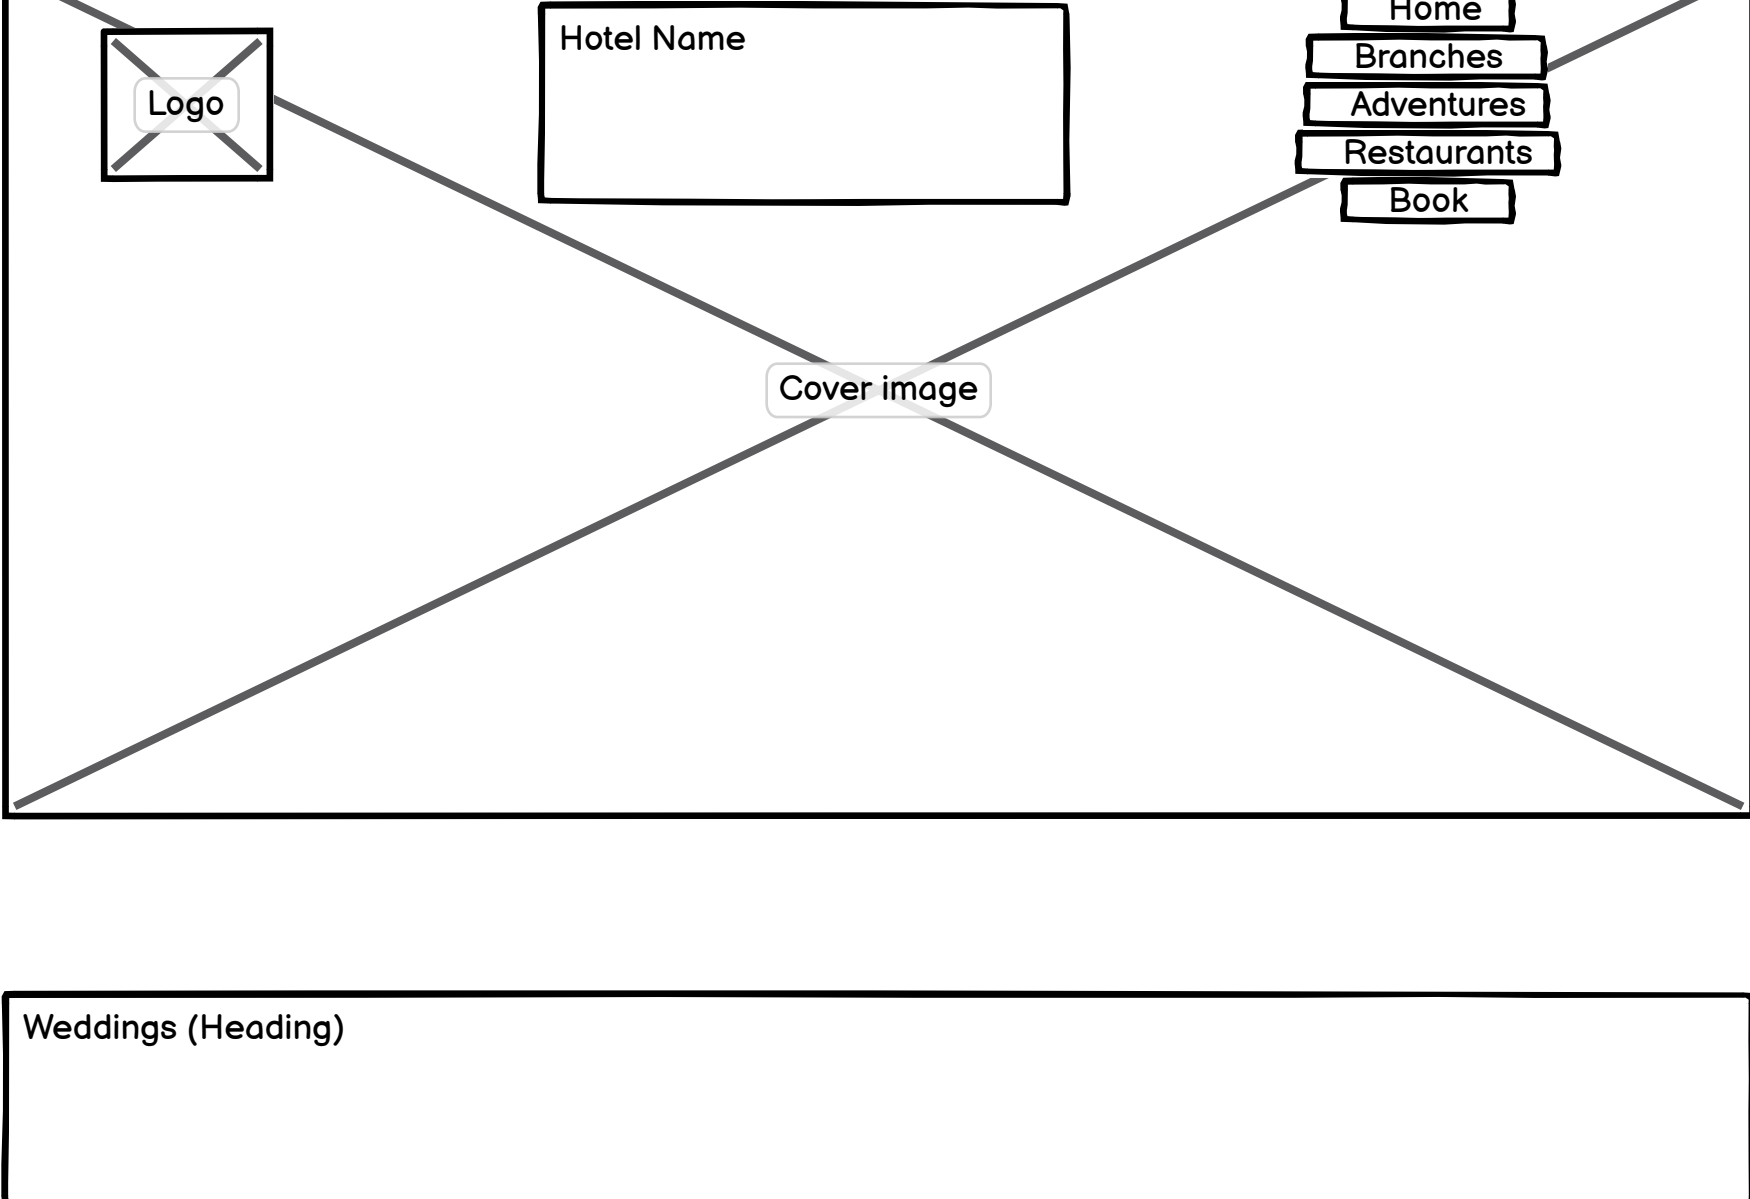 Home
Hotel Name
Branches
Logo
Adventures
Restaurants
Book
Cover image
Weddings (Heading)